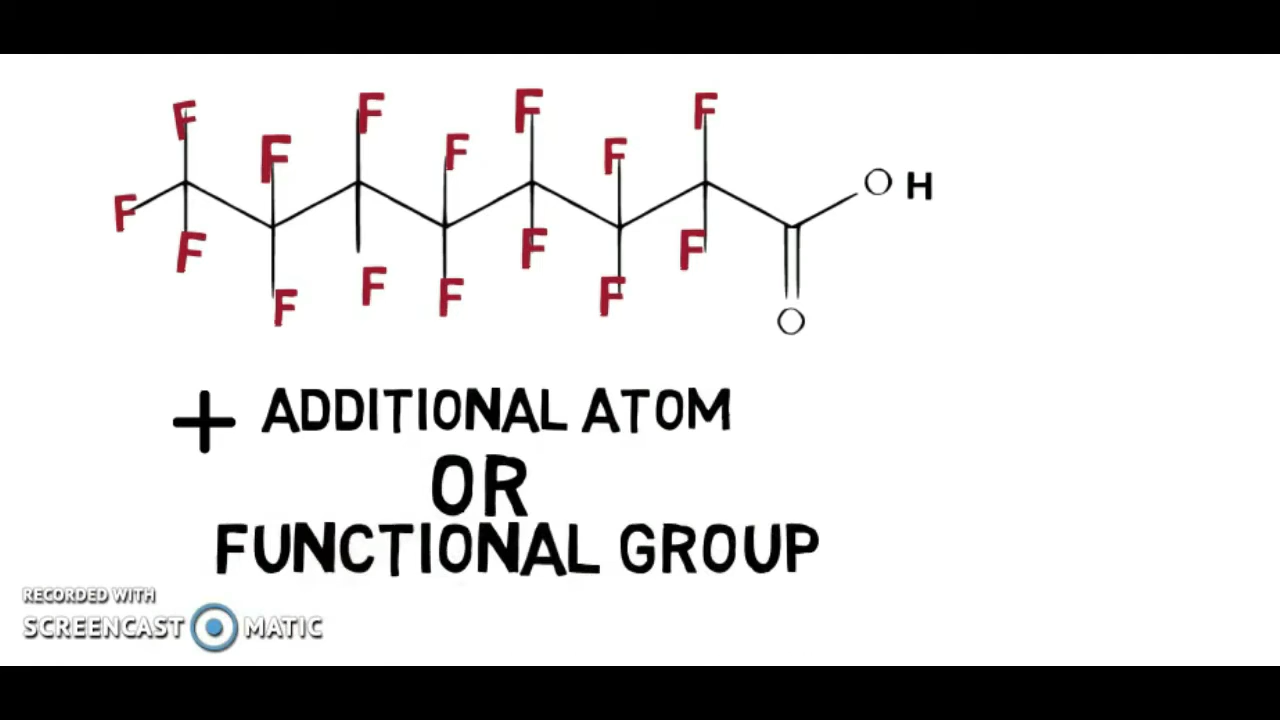 F F F F
F F F
F O H
F F F
F F F F
O
+ ADDITIONAL ATOM
OR
FUNCTIONAL GROUP
RECORDED WITH
SCREENCAST MATIC